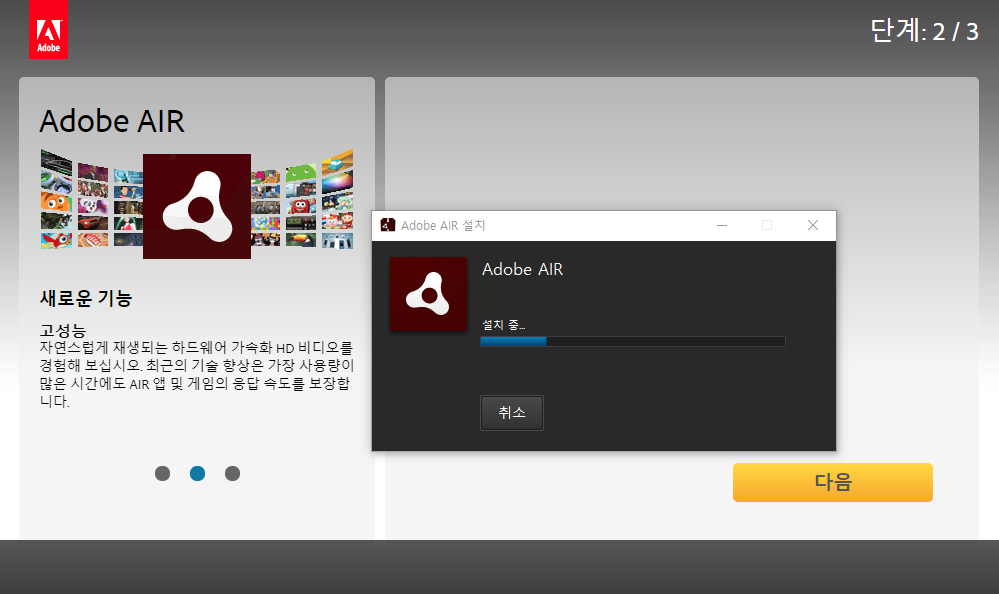 Adobe
단계: 2 / 3
Adobe AIR
새로운 기능
고성능
자연스럽게 재생되는 하드웨어 가속화 HD 비디오를
경험해 보십시오. 최근의 기술 향상은 가장 사용량이
많은 시간에도 AIR 앱 및 게임의 응답 속도를 보장합
니다.
Adobe AIR 설치
Adobe AIR
설치 중...
취소
다음